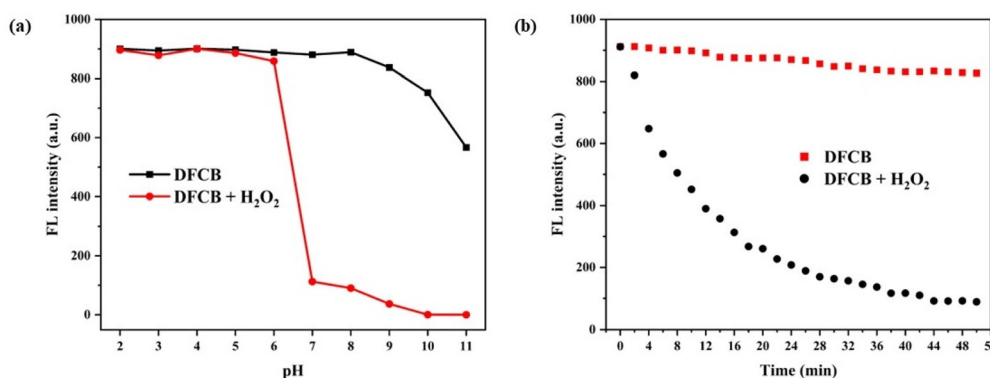 (a)
1000
800
600
400
200
0
FL intensity (a.u.)
DFCB
DFCB + H₂O₂
2 3 4 5 6 7 8 9 10 11
pH
(b)
1000
800
600
400
200
0
FL intensity (a.u.)
DFCB
DFCB + H₂O₂
0 4 8 12 16 20 24 28 32 36 40 44 48 5
Time (min)